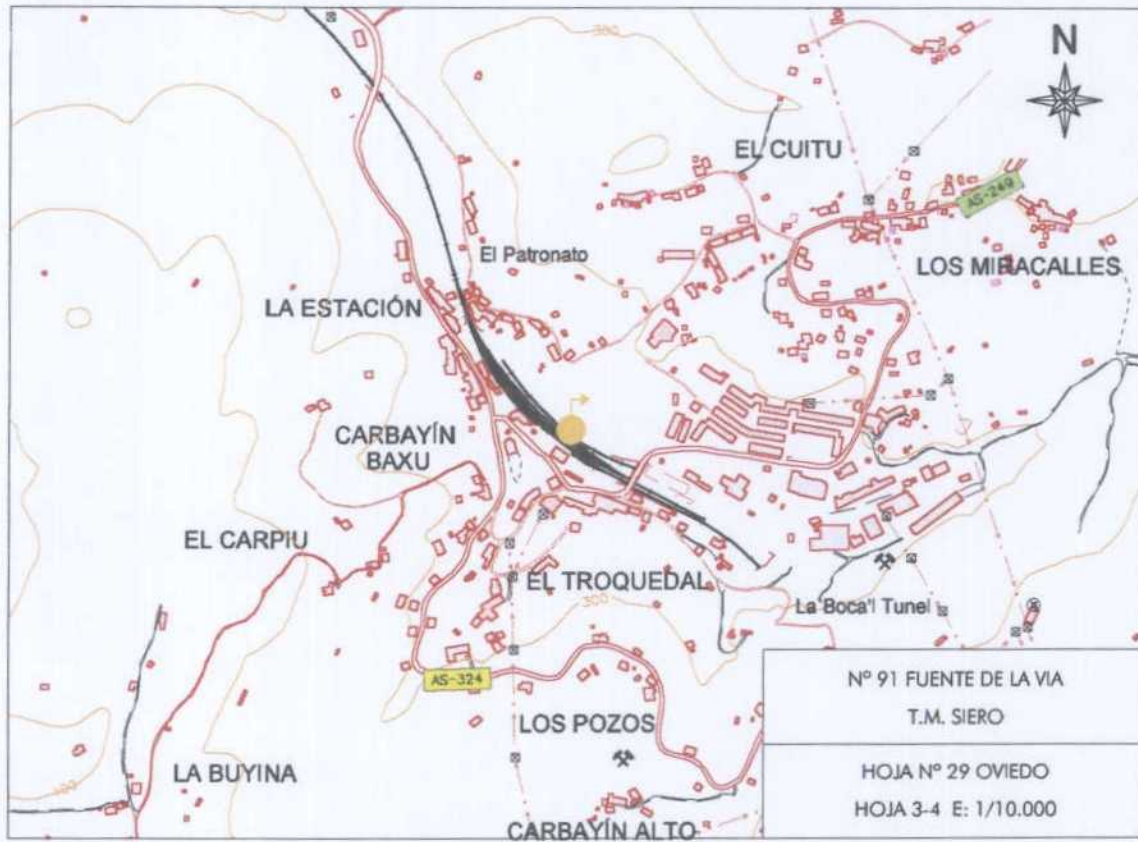 300
N
EL CUITU
AS-249
El Patronato
LOS MIRACALLES
LA ESTACIÓN
CARBAYÍN
BAXU
EL CARPIU
EL TROQUEDAL
300
La Boca'l Tunel
AS-324
LOS POZOS
LA BUYINA
CARBAYÍN ALTO
Nº 91 FUENTE DE LA VIA
T.M. SIERO
HOJA Nº 29 OVIEDO
HOJA 3-4 E: 1/10.000